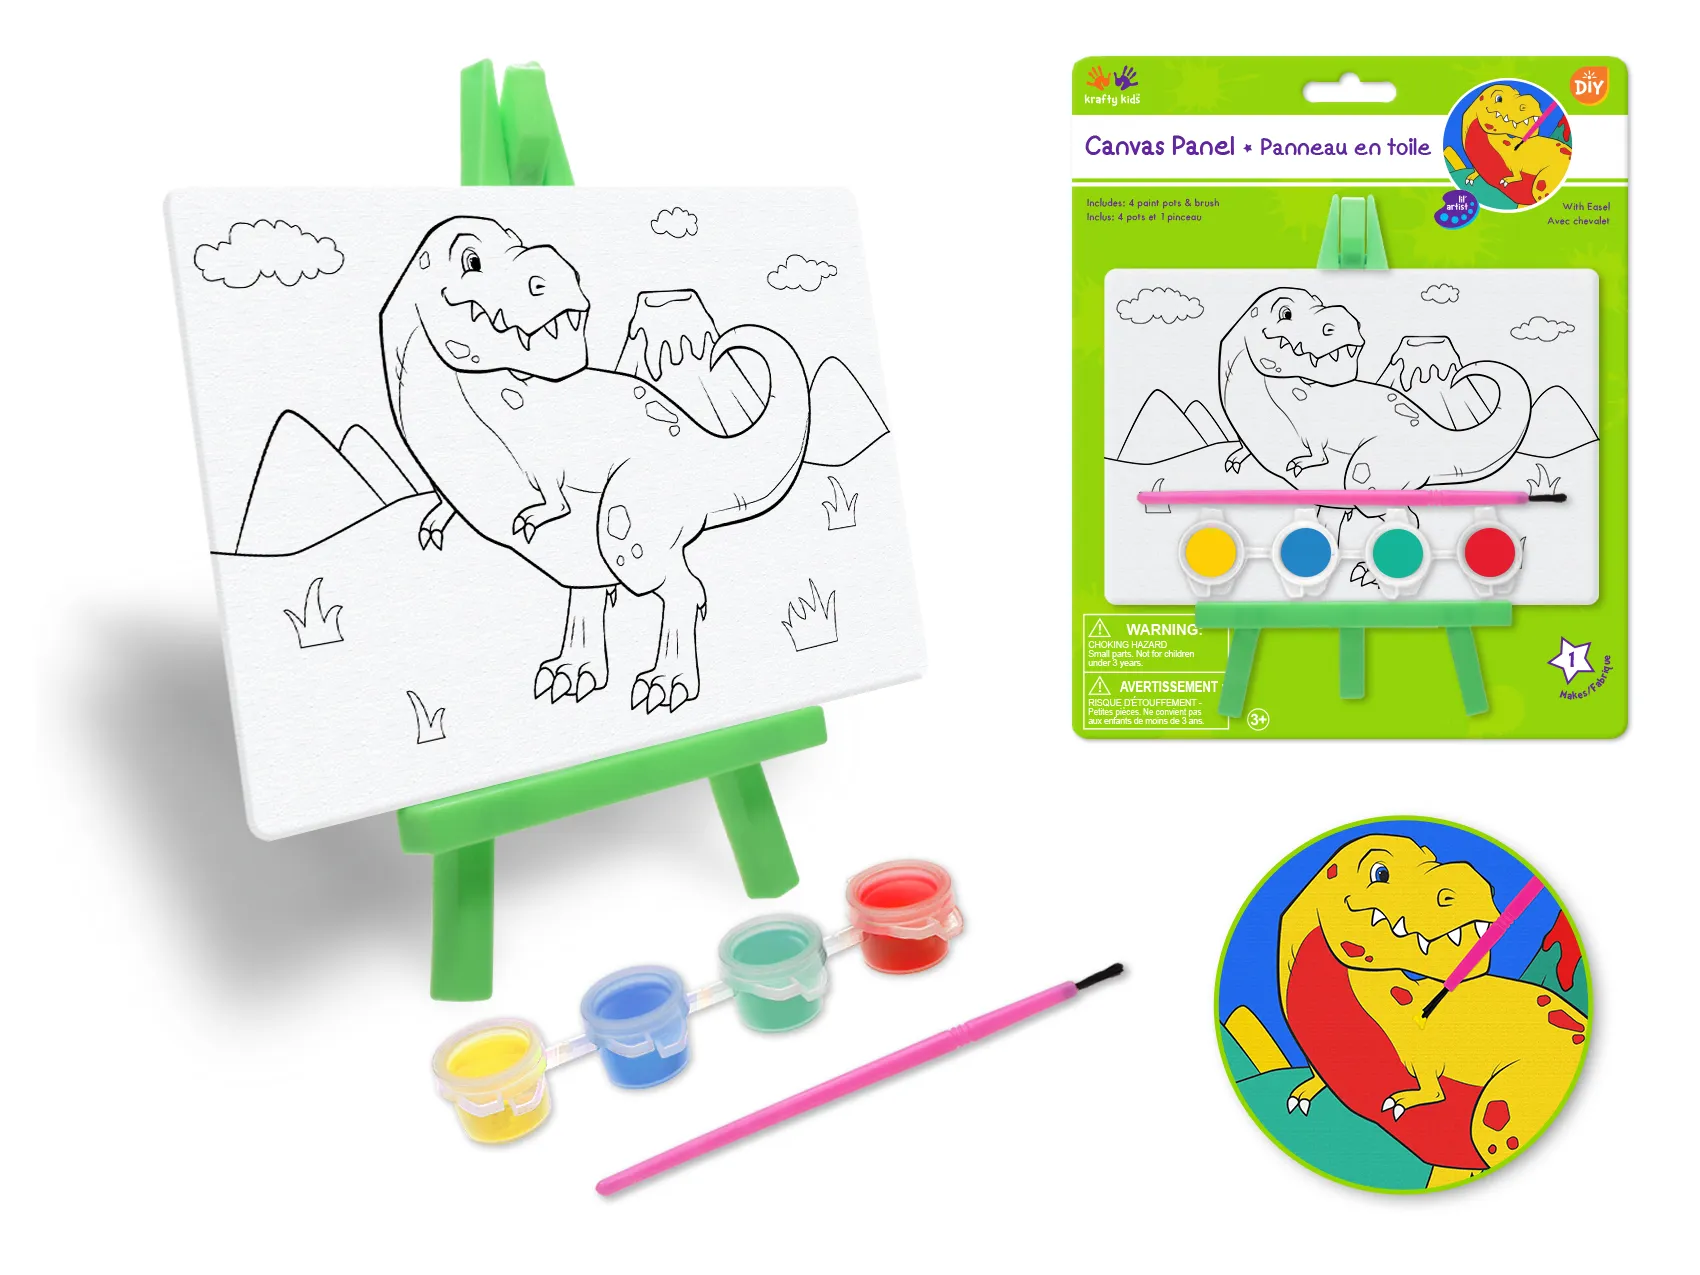 krafty kids
DIY
Canvas Panel ★ Panneau en toile
Includes: 4 paint pots & brush
Inclus: 4 pots et 1 pinceau
lil'
artist
With Easel
Avec chevalet
WARNING:
CHOKING HAZARD
Small parts. Not for children
under 3 years.
AVERTISSEMENT :
RISQUE D'ÉTOUFFEMENT -
Petites pièces. Ne convient pas
aux enfants de moins de 3 ans.
3+
1
Makes/Fabrique